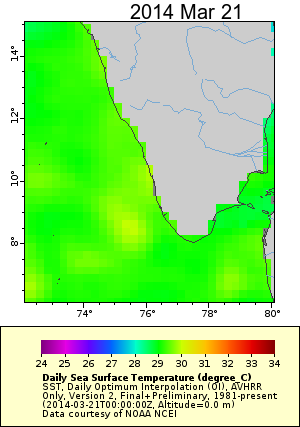 2014 Mar 21
14°
12°
10°
8°
74° 76° 78° 80°
24 25 26 27 28 29 30 31 32 33 34
Daily Sea Surface Temperature (degree_C)
SST, Daily Optimum Interpolation (OI), AVHRR
Only, Version 2, Final+Preliminary, 1981-present
(2014-03-21T00:00:00Z, Altitude=0.0 m)
Data courtesy of NOAA NCEI